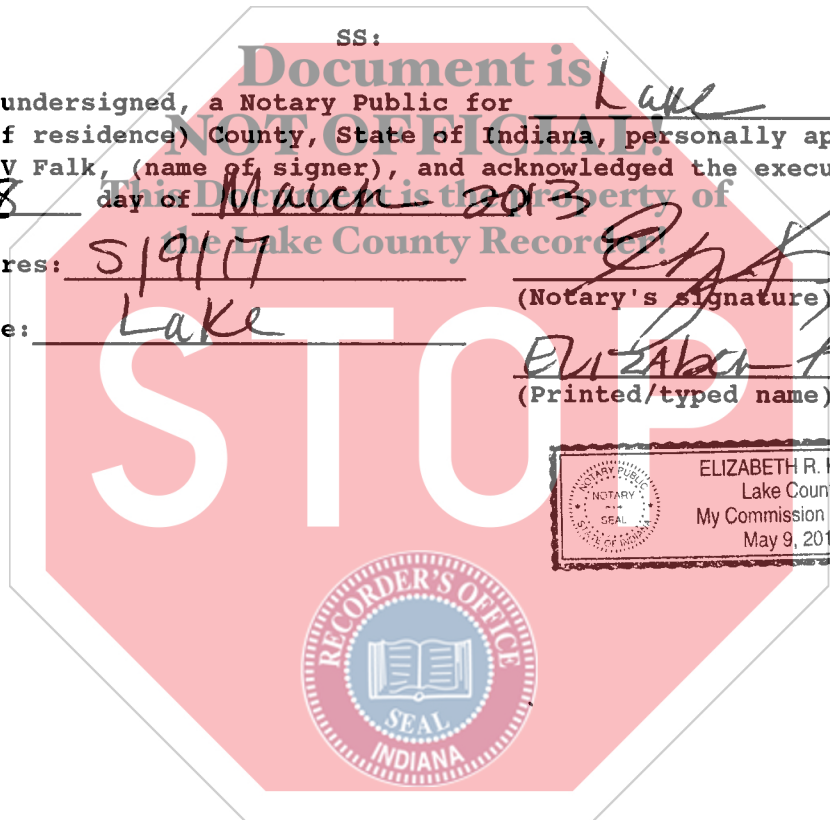 SS:
Document is
undersigned, a Notary Public for Lake
NOT OFFICIAL!
f residence) County, State of Indiana, personally ap
V Falk, (name of signer), and acknowledged the execu
This Document is the property of
8 day of March 2013
the Lake County Recorder!
res: 5/9/17
(Notary's signature)
e: Lake
ELIZABETH
(Printed/typed name)
STOP
NOTARY PUBLIC
NOTARY
SEAL
STATE OF INDIANA
ELIZABETH R. K
Lake Coun
My Commission
May 9, 201
RECORDER'S OFFICE
SEAL
INDIANA